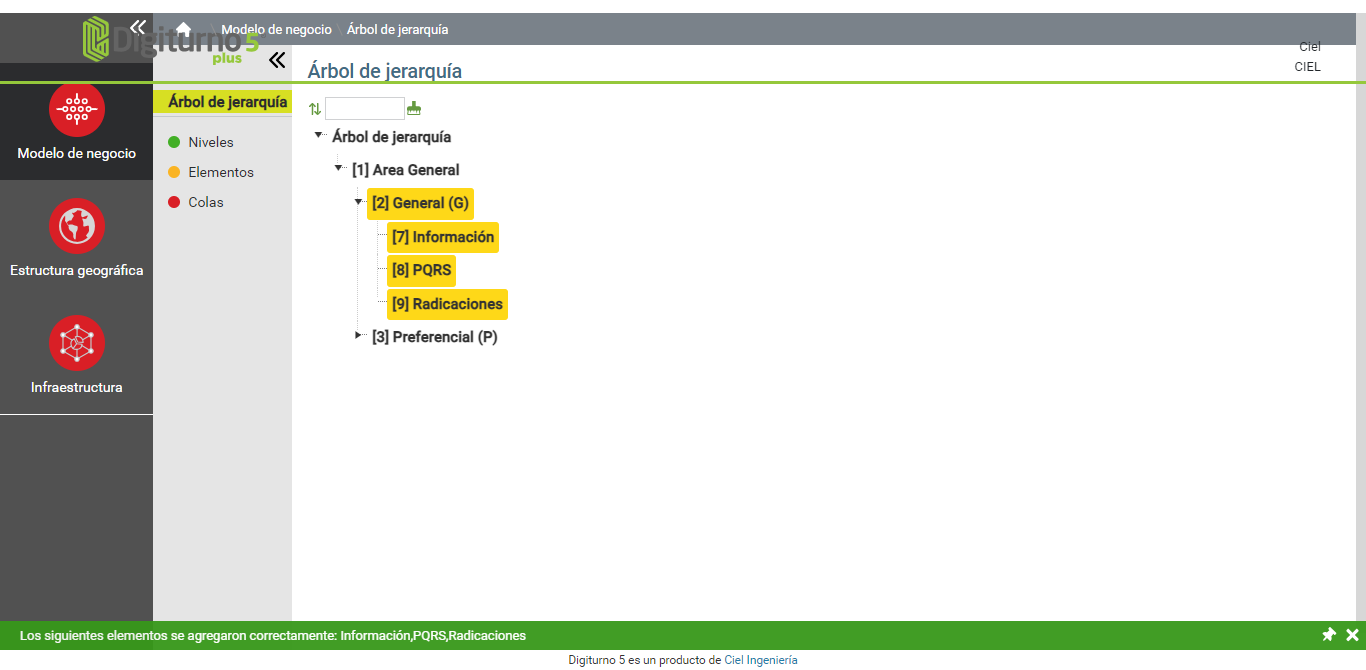 Digiturno 5
plus
Modelo de negocio
Árbol de jerarquía
Ciel
CIEL
Árbol de jerarquía
Modelo de negocio
Estructura geográfica
Infraestructura
Árbol de jerarquía
Niveles
Elementos
Colas
Árbol de jerarquía
[1] Area General
[2] General (G)
[7] Información
[8] PQRS
[9] Radicaciones
[3] Preferencial (P)
Los siguientes elementos se agregaron correctamente: Información,PQRS,Radicaciones
Digiturno 5 es un producto de Ciel Ingeniería